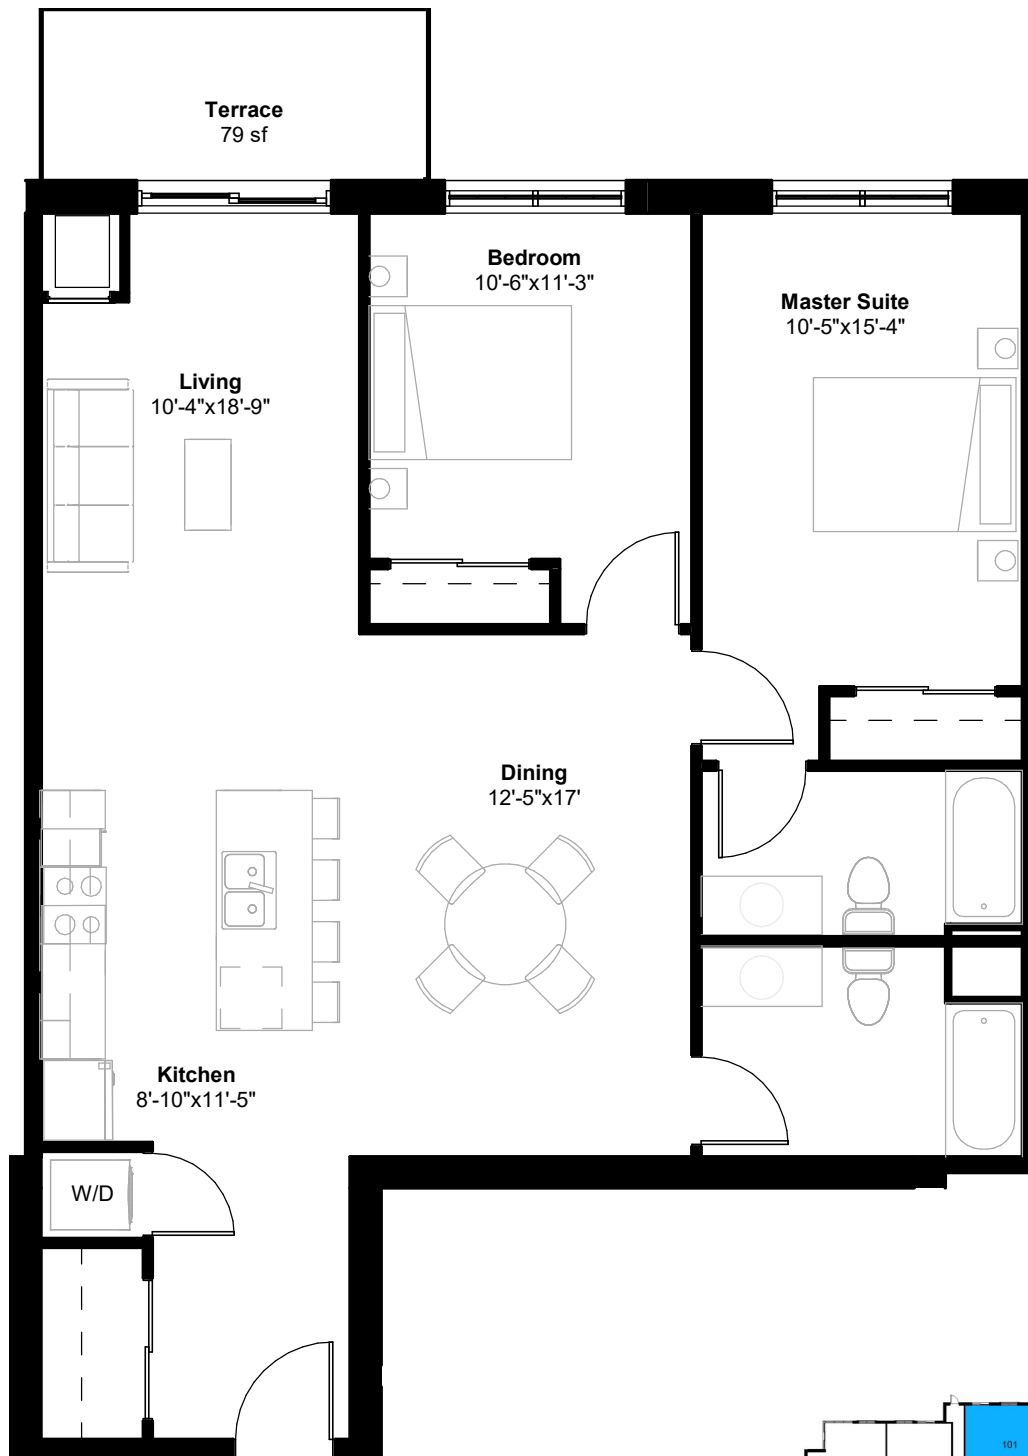 Terrace
79 sf
Bedroom
10'-6"x11'-3"
Master Suite
10'-5"x15'-4"
Living
10'-4"x18'-9"
Dining
12'-5"x17'
Kitchen
8'-10"x11'-5"
W/D
101